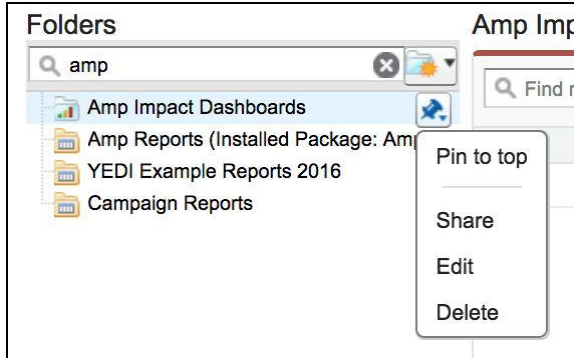 Folders
Amp Imp
amp
Find r
Amp Impact Dashboards
Amp Reports (Installed Package: Amp
YEDI Example Reports 2016
Campaign Reports
Pin to top
Share
Edit
Delete